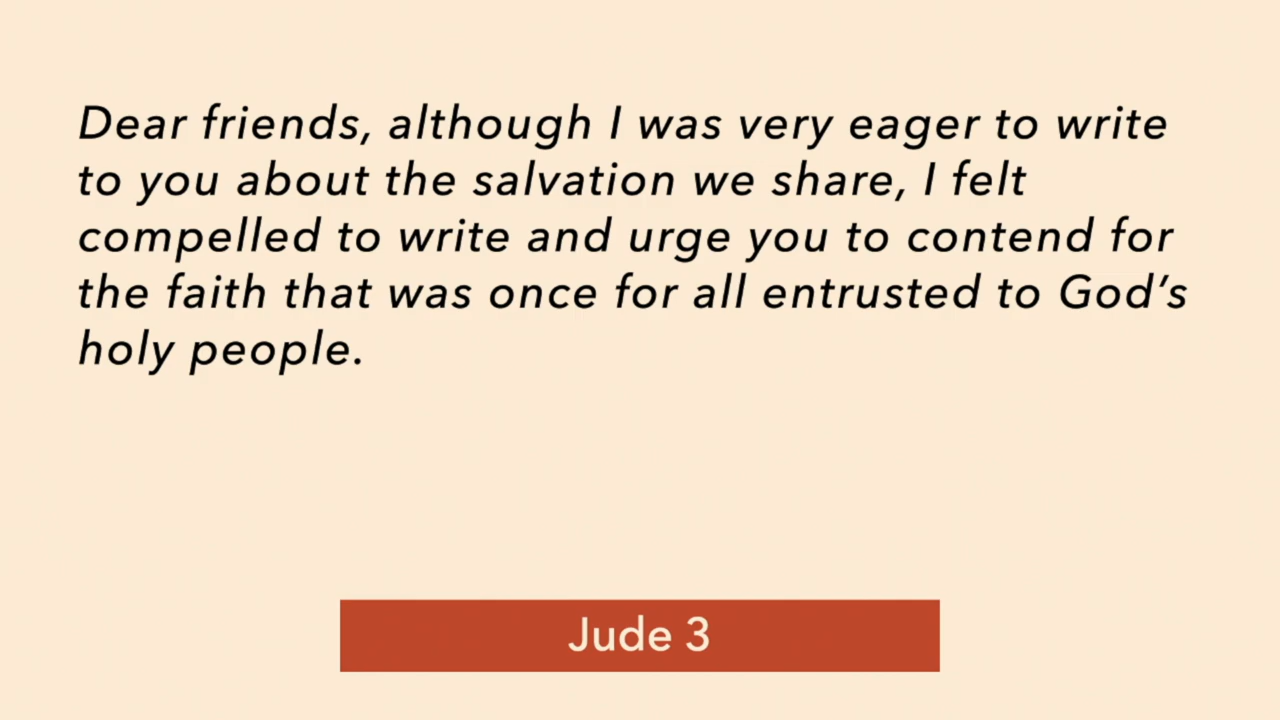 Dear friends, although I was very eager to write
to you about the salvation we share, I felt
compelled to write and urge you to contend for
the faith that was once for all entrusted to God’s
holy people.
Jude 3